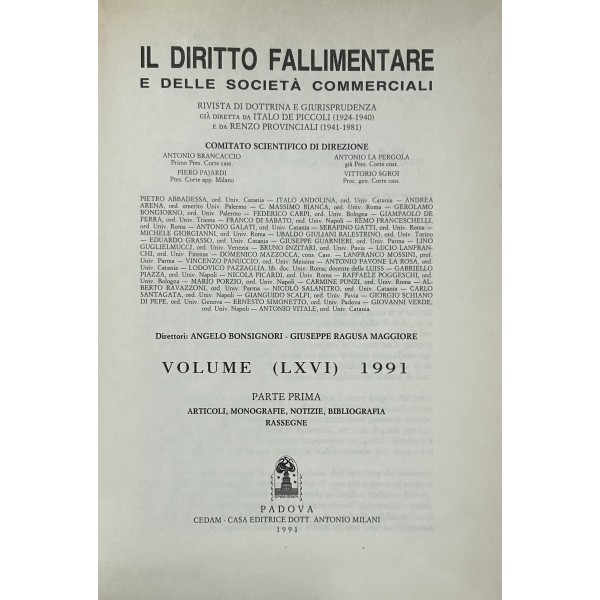 IL DIRITTO FALLIMENTARE
E DELLE SOCIETÀ COMMERCIALI
RIVISTA DI DOTTRINA E GIURISPRUDENZA
GIÀ DIRETTA DA ITALO DE PICCOLI (1924-1940)
E DA RENZO PROVINCIALI (1941-1981)
COMITATO SCIENTIFICO DI DIREZIONE
ANTONIO BRANCACCIO ANTONIO LA PERGOLA
Primo Pres. Corte cass. già Pres. Corte cost.
PIERO PAJARDI VITTORIO SGROI
Pres. Corte app. Milano Proc. gen. Corte cass.
PIETRO ABBADESSA, ord. Univ. Catania — ITALO ANDOLINA, ord. Univ. Catania — ANDREA
ARENA, ord. emerito Univ. Palermo — C. MASSIMO BIANCA, ord. Univ. Roma — GEROLAMO
BONGIORNO, ord. Univ. Palermo — FEDERICO CARPI, ord. Univ. Bologna — GIAMPAOLO DE
FERRA, ord. Univ. Trieste — FRANCO DI SABATO, ord. Univ. Napoli — REMO FRANCESCHELLI,
ord. Univ. Roma — ANTONIO GALATI, ord. Univ. Catania — SERAFINO GATTI, ord. Univ. Roma —
MICHELE GIORGIANNI, ord. Univ. Roma — UBALDO GIULIANI BALESTRINO, ord. Univ. Torino
— EDUARDO GRASSO, ord. Univ. Catania — GIUSEPPE GUARNIERI, ord. Univ. Parma — LINO
GUGLIELMUCCI, ord. Univ. Venezia — BRUNO INZITARI, ord. Univ. Pavia — LUCIO LANFRAN-
CHI, ord. Univ. Firenze — DOMENICO MAZZOCCA, cons. Cass. — LANFRANCO MOSSINI, prof.
Univ. Parma — VINCENZO PANUCCIO, ord. Univ. Messina — ANTONIO PAVONE LA ROSA, ord.
Univ. Catania — LODOVICO PAZZAGLIA, lib. doc. Univ. Roma; docente della LUISS — GABRIELLO
PIAZZA, ord. Univ. Napoli — NICOLA PICARDI, ord. Univ. Roma — RAFFAELE POGGESCHI, ord.
Univ. Bologna — MARIO PORZIO, ord. Univ. Napoli — CARMINE PUNZI, ord. Univ. Roma — AL-
BERTO RAVAZZONI, ord. Univ. Parma — NICOLÒ SALANITRO, ord. Univ. Catania — CARLO
SANTAGATA, ord. Univ. Napoli — GIANGUIDO SCALFI, ord. Univ. Pavia — GIORGIO SCHIANO
DI PEPE, ord. Univ. Genova — ERNESTO SIMONETTO, ord. Univ. Padova — GIOVANNI VERDE,
ord. Univ. Napoli — ANTONIO VITALE, ord. Univ. Catania.
Direttori: ANGELO BONSIGNORI - GIUSEPPE RAGUSA MAGGIORE
VOLUME (LXVI) 1991
PARTE PRIMA
ARTICOLI, MONOGRAFIE, NOTIZIE, BIBLIOGRAFIA
RASSEGNE
PADOVA
CEDAM - CASA EDITRICE DOTT. ANTONIO MILANI
1991